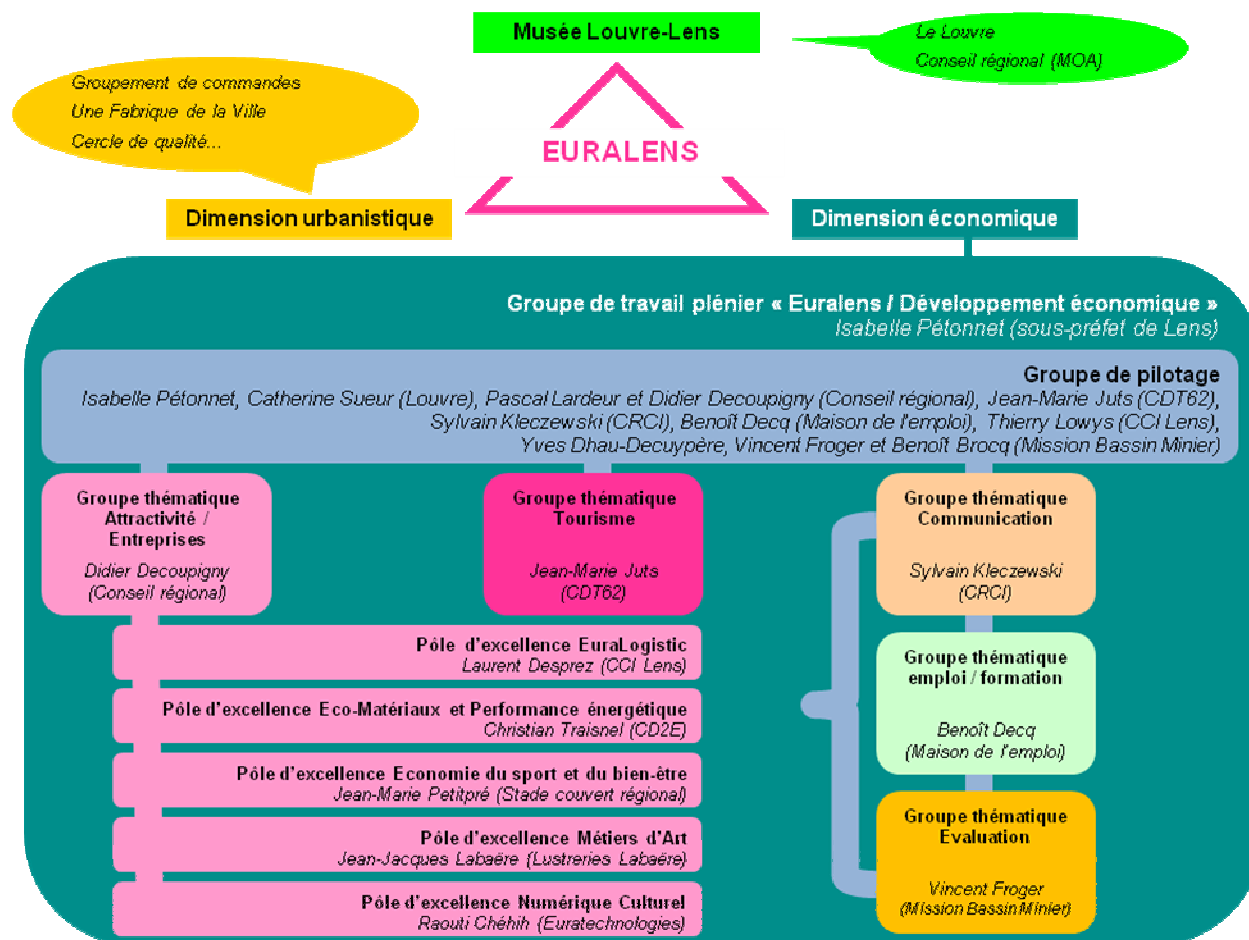 Musée Louvre-Lens
Le Louvre
Conseil régional (MOA)
Groupement de commandes
Une Fabrique de la Ville
Cercle de qualité...
EURALENS
Dimension urbanistique
Dimension économique
Groupe de travail plénier « Euralens / Développement économique »
Isabelle Pétonnet (sous-préfet de Lens)
Groupe de pilotage
Isabelle Pétonnet, Catherine Sueur (Louvre), Pascal Lardeur et Didier Decoupigny (Conseil régional), Jean-Marie Juts (CDT62),
Sylvain Kleczewski (CRCI), Benoît Decq (Maison de l'emploi), Thierry Lowys (CCI Lens),
Yves Dhau-Decuypère, Vincent Froger et Benoît Brocq (Mission Bassin Minier)
Groupe thématique
Attractivité /
Entreprises
Didier Decoupigny
(Conseil régional)
Groupe thématique
Tourisme
Jean-Marie Juts
(CDT62)
Groupe thématique
Communication
Sylvain Kleczewski
(CRCI)
Pôle d'excellence EuraLogistic
Laurent Desprez (CCI Lens)
Pôle d'excellence Eco-Matériaux et Performance énergétique
Christian Traisnel (CD2E)
Pôle d'excellence Economie du sport et du bien-être
Jean-Marie Petitpré (Stade couvert régional)
Pôle d'excellence Métiers d'Art
Jean-Jacques Labaëre (Lustreries Labaëre)
Pôle d'excellence Numérique Culturel
Raouti Chéhih (Euratechnologies)
Groupe thématique
emploi / formation
Benoît Decq
(Maison de l'emploi)
Groupe thématique
Evaluation
Vincent Froger
(Mission Bassin Minier)